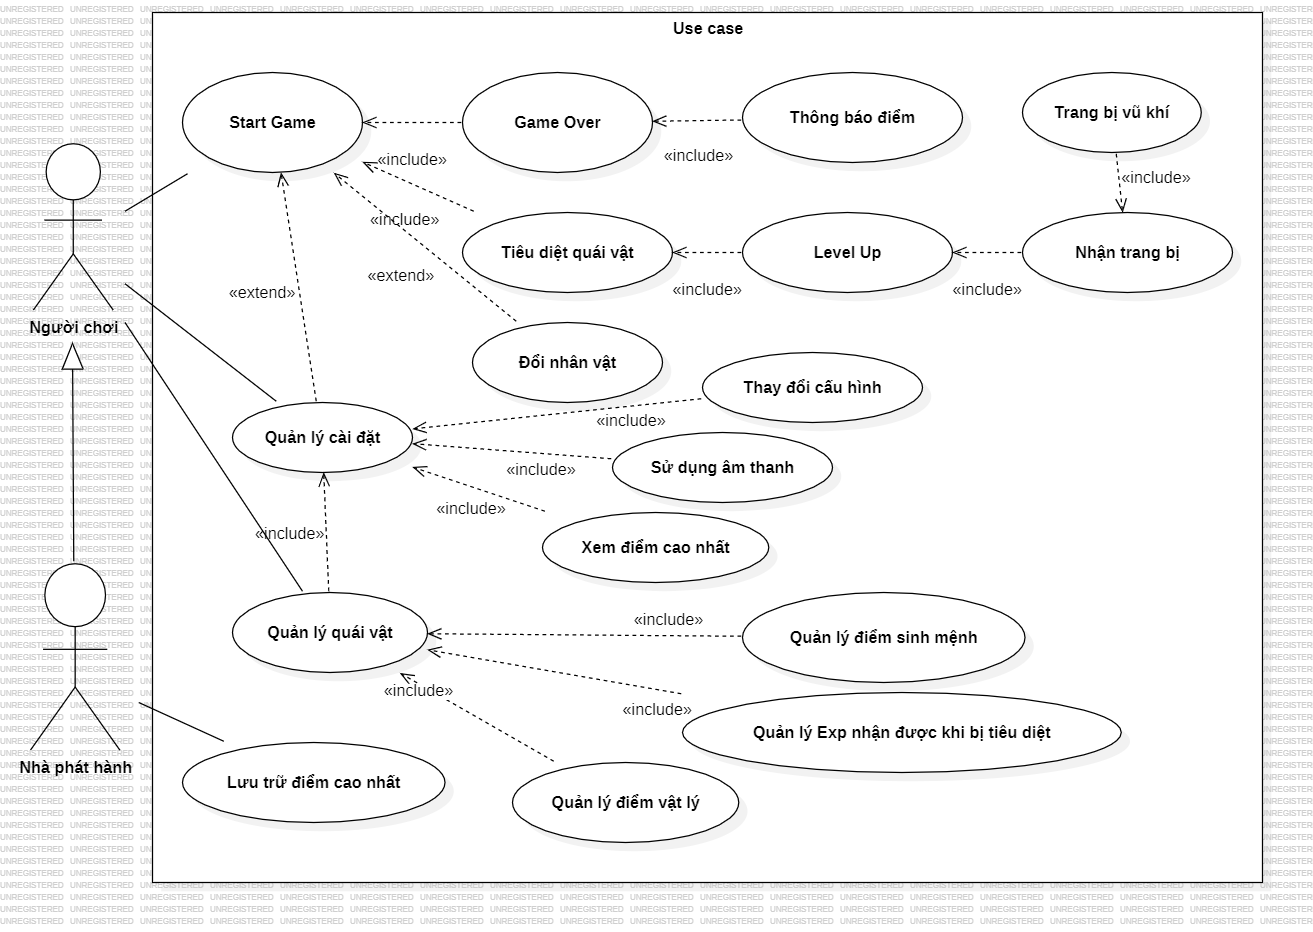 Use case
Start Game
Game Over
Thông báo điểm
Trang bị vũ khí
«include»
«include»
«include»
«include»
Tiêu diệt quái vật
Level Up
Nhận trang bị
«extend»
«extend»
«include»
«include»
Người chơi
Đổi nhân vật
Thay đổi cấu hình
«include»
Quản lý cài đặt
Sử dụng âm thanh
«include»
«include»
«include»
Xem điểm cao nhất
Quản lý quái vật
«include»
Quản lý điểm sinh mệnh
«include»
«include»
Quản lý Exp nhận được khi bị tiêu diệt
Nhà phát hành
Lưu trữ điểm cao nhất
Quản lý điểm vật lý
UNREGISTERED